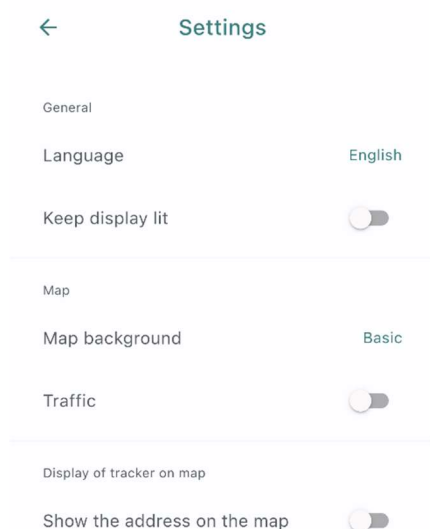 Settings
General
Language English
Keep display lit
Map
Map background Basic
Traffic
Display of tracker on map
Show the address on the map